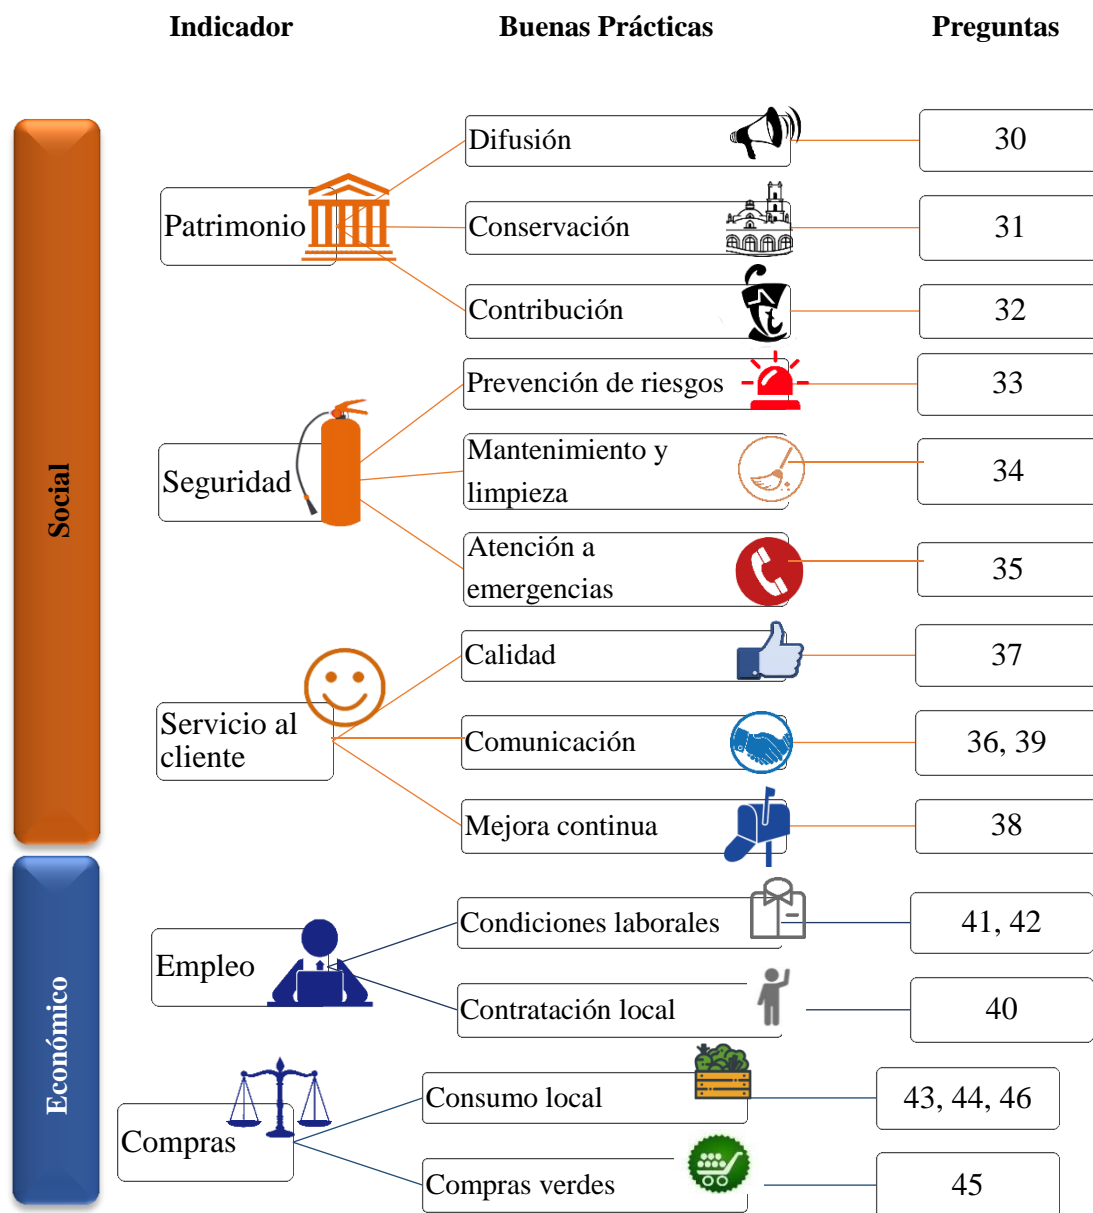 Indicador
Buenas Prácticas
Preguntas
Social
Patrimonio
Difusión
30
Conservación
31
Contribución
32
Seguridad
Prevención de riesgos
33
Mantenimiento y
limpieza
34
Atención a
emergencias
35
Servicio al
cliente
Calidad
37
Comunicación
36, 39
Mejora continua
38
Económico
Empleo
Condiciones laborales
41, 42
Contratación local
40
Compras
Consumo local
43, 44, 46
Compras verdes
45